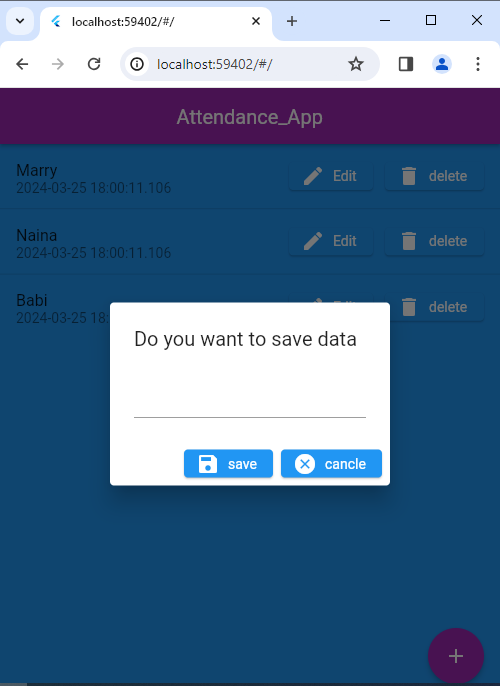 localhost:59402/#/
localhost:59402/#/
Attendance_App
Marry
2024-03-25 18:00:11.106
Edit
delete
Naina
2024-03-25 18:00:11.106
Edit
delete
Babi
2024-03-25 18:
delete
Do you want to save data
save
cancle